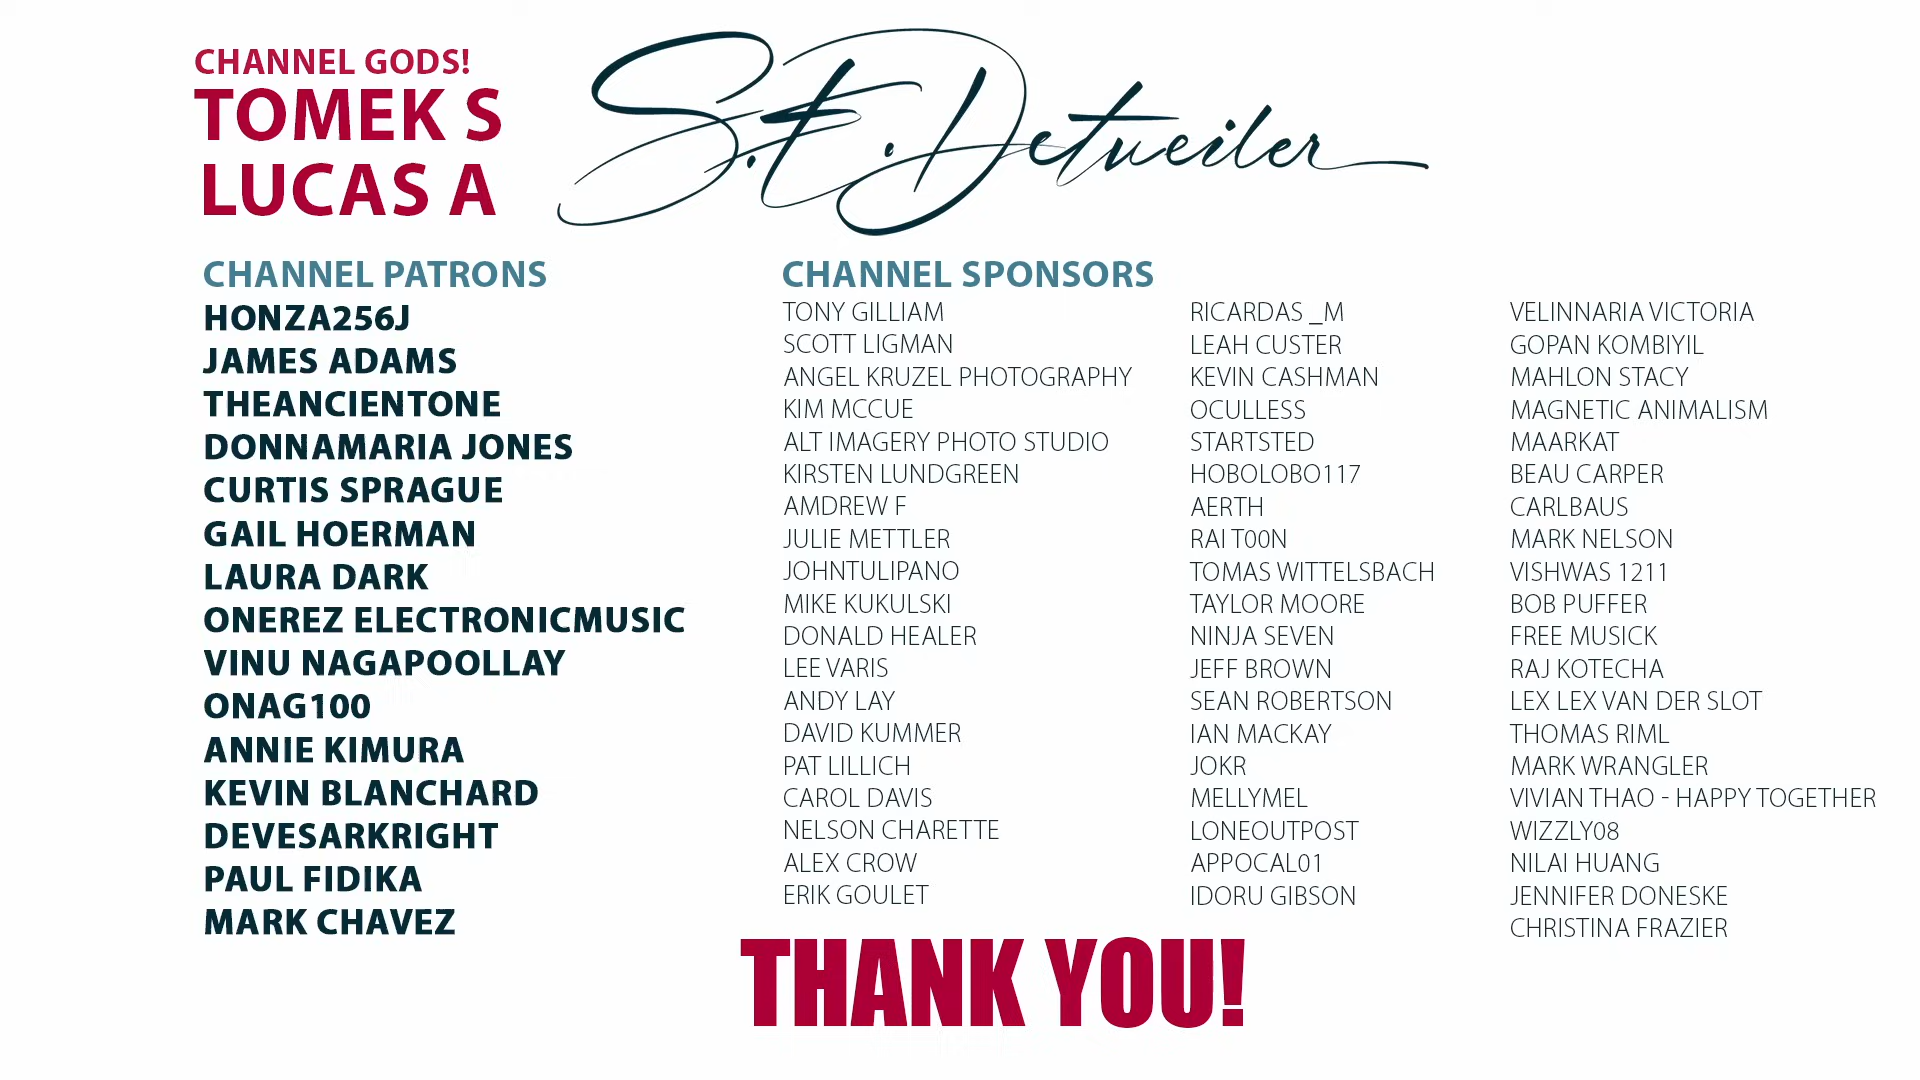 CHANNEL GODS!
TOMEK S
LUCAS A
S.E. Detweiler
CHANNEL PATRONS
HONZA256J
JAMES ADAMS
THEANCIENTONE
DONNAMARIA JONES
CURTIS SPRAGUE
GAIL HOERMAN
LAURA DARK
ONEREZ ELECTRONICMUSIC
VINU NAGAPOOLLAY
ONAG100
ANNIE KIMURA
KEVIN BLANCHARD
DEVESARKRIGHT
PAUL FIDIKA
MARK CHAVEZ
CHANNEL SPONSORS
TONY GILLIAM
SCOTT LIGMAN
ANGEL KRUZEL PHOTOGRAPHY
KIM MCCUE
ALT IMAGERY PHOTO STUDIO
KIRSTEN LUNDGREEN
AMDREW F
JULIE METTLER
JOHNTULIPANO
MIKE KUKULSKI
DONALD HEALER
LEE VARIS
ANDY LAY
DAVID KUMMER
PAT LILLICH
CAROL DAVIS
NELSON CHARETTE
ALEX CROW
ERIK GOULET
RICARDAS _M
LEAH CUSTER
KEVIN CASHMAN
OCULLESS
STARTSTED
HOBOLOBO117
AERTH
RAI T00N
TOMAS WITTELSBACH
TAYLOR MOORE
NINJA SEVEN
JEFF BROWN
SEAN ROBERTSON
IAN MACKAY
JOKR
MELLYMEL
LONEOUTPOST
APPOCAL01
IDORU GIBSON
VELINNARIA VICTORIA
GOPAN KOMBIYIL
MAHLON STACY
MAGNETIC ANIMALISM
MAARKAT
BEAU CARPER
CARLBAUS
MARK NELSON
VISHWAS 1211
BOB PUFFER
FREE MUSICK
RAJ KOTECHA
LEX LEX VAN DER SLOT
THOMAS RIML
MARK WRANGLER
VIVIAN THAO - HAPPY TOGETHER
WIZZLY08
NILAI HUANG
JENNIFER DONESKE
CHRISTINA FRAZIER
THANK YOU!